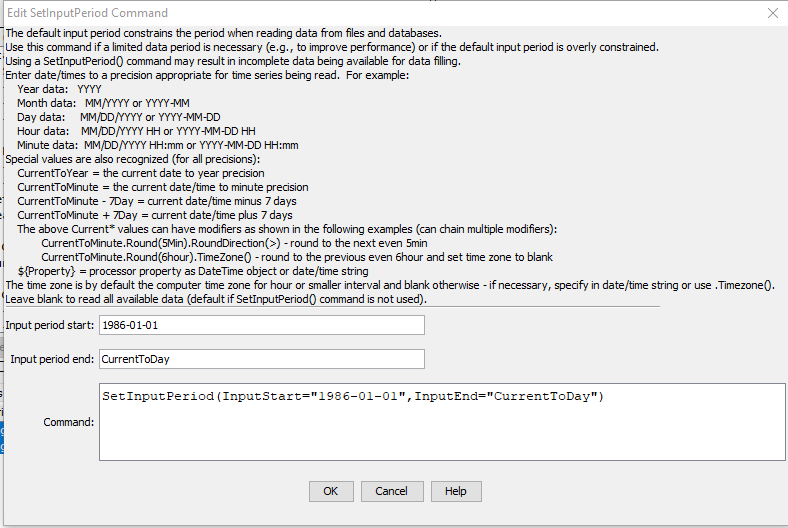 Edit SetInputPeriod Command
The default input period constrains the period when reading data from files and databases.
Use this command if a limited data period is necessary (e.g., to improve performance) or if the default input period is overly constrained.
Using a SetInputPeriod() command may result in incomplete data being available for data filling.
Enter date/times to a precision appropriate for time series being read.  For example:
Year data:   YYYY
Month data:   MM/YYYY or YYYY-MM
Day data:     MM/DD/YYYY or YYYY-MM-DD
Hour data:    MM/DD/YYYY HH or YYYY-MM-DD HH
Minute data:  MM/DD/YYYY HH:mm or YYYY-MM-DD HH:mm
Special values are also recognized (for all precisions):
CurrentToYear = the current date to year precision
CurrentToMinute = the current date/time to minute precision
CurrentToMinute - 7Day = current date/time minus 7 days
CurrentToMinute + 7Day = current date/time plus 7 days
The above Current* values can have modifiers as shown in the following examples (can chain multiple modifiers):
CurrentToMinute.Round(5Min).RoundDirection(>) - round to the next even 5min
CurrentToMinute.Round(6hour).TimeZone() - round to the previous even 6hour and set time zone to blank
${Property} = processor property as DateTime object or date/time string
The time zone is by default the computer time zone for hour or smaller interval and blank otherwise - if necessary, specify in date/time string or use .Timezone().
Leave blank to read all available data (default if SetInputPeriod() command is not used).
Input period start: 1986-01-01
Input period end: CurrentToDay
SetInputPeriod(InputStart="1986-01-01",InputEnd="CurrentToDay")
Command:
OK Cancel Help